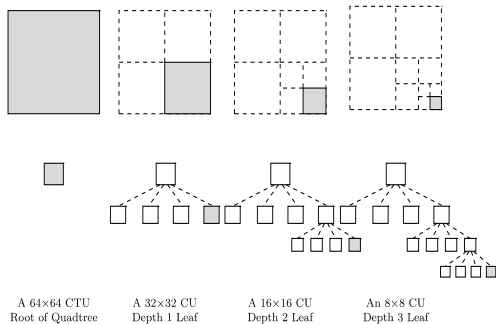 A 64×64 CTU
Root of Quadtree
A 32×32 CU
Depth 1 Leaf
A 16×16 CU
Depth 2 Leaf
An 8×8 CU
Depth 3 Leaf